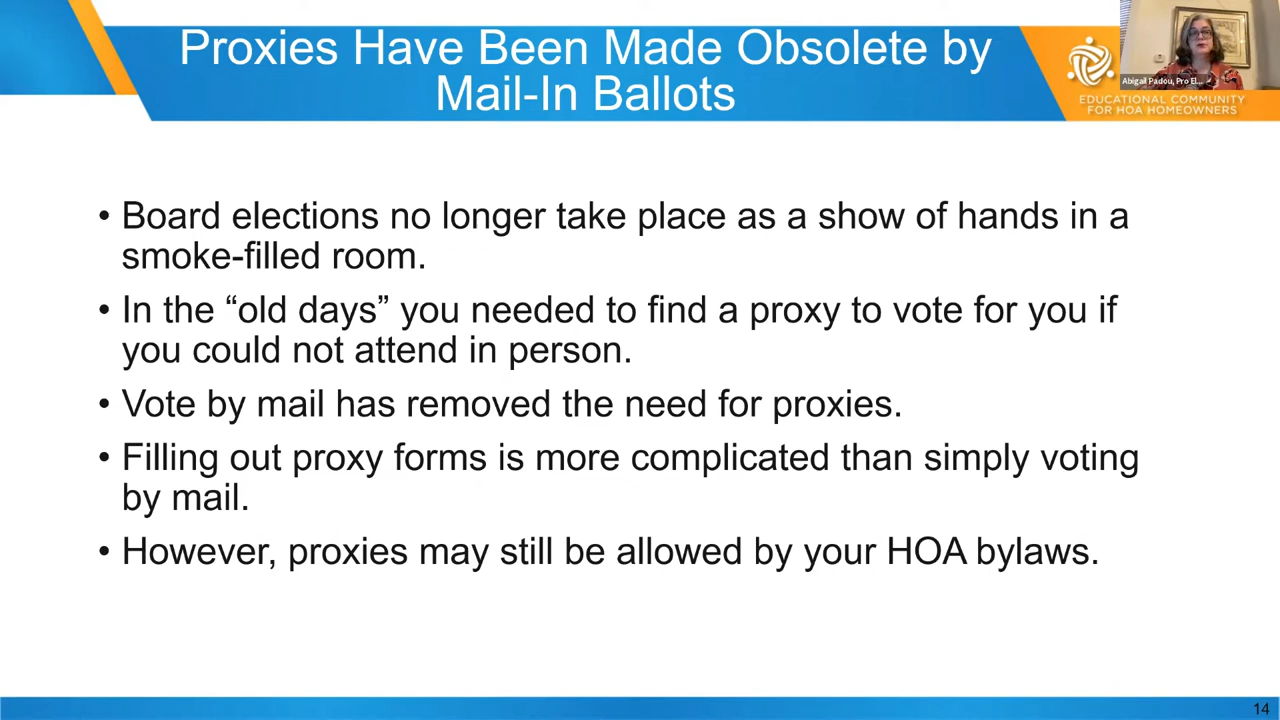 Proxies Have Been Made Obsolete by
Mail-In Ballots
Abigail Padou, Pro El...
EDUCATIONAL COMMUNITY
FOR HOA HOMEOWNERS
• Board elections no longer take place as a show of hands in a
smoke-filled room.
• In the “old days” you needed to find a proxy to vote for you if
you could not attend in person.
• Vote by mail has removed the need for proxies.
• Filling out proxy forms is more complicated than simply voting
by mail.
• However, proxies may still be allowed by your HOA bylaws.
14